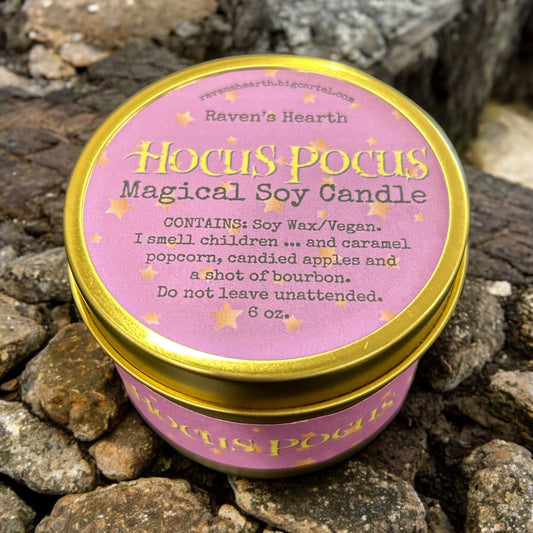 ravenshearth.bigcartel.com
Raven's Hearth
HOCUS POCUS
Magical Soy Candle
CONTAINS: Soy Wax/Vegan.
I smell children ... and caramel
popcorn, candied apples and
a shot of bourbon.
Do not leave unattended.
6 oz.
HOCUS POCUS